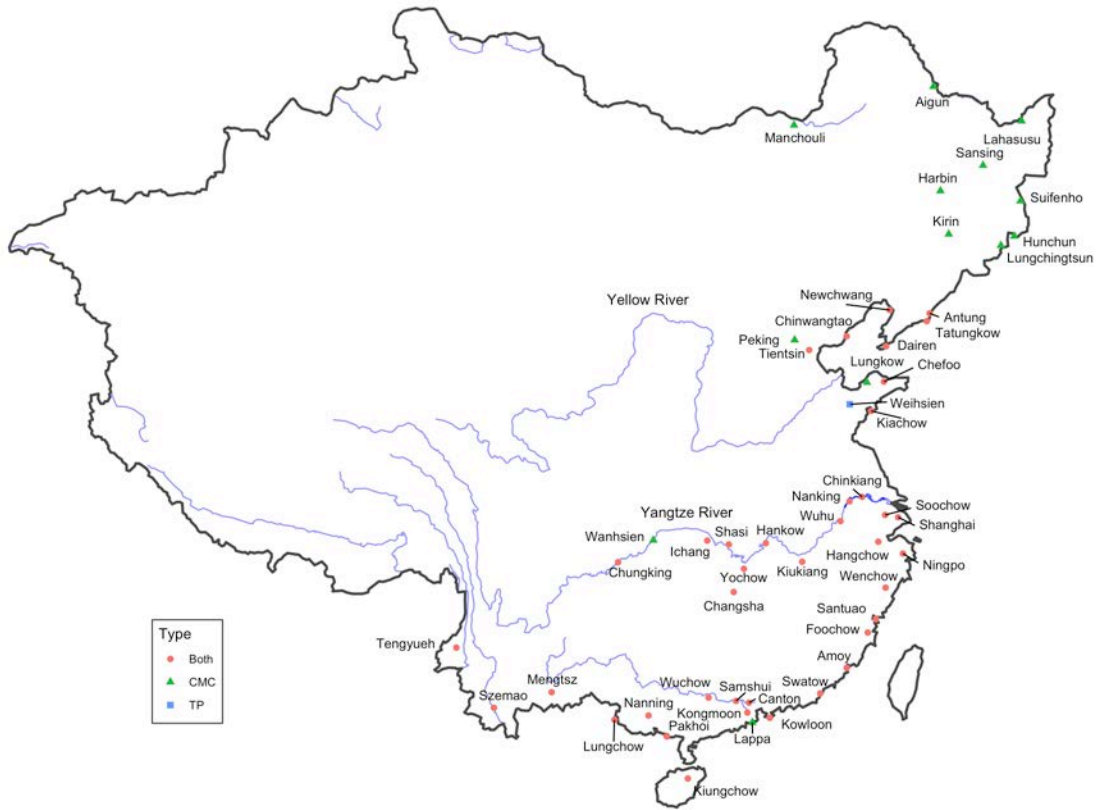 Aigun
Manchouli
Lahasusu
Sansing
Harbin
Suifenho
Kirin
Hunchun
Lungchingtsun
Yellow River
Newchwang
Antung
Chinwangtao
Tatungkow
Peking
Dairen
Tientsin
Lungkow
Chefoo
Weihsien
Kiachow
Chinkiang
Nanking
Soochow
Yangtze River
Wuhu
Shanghai
Wanhsien
Shasi
Hankow
Ichang
Hangchow
Ningpo
Chungking
Yochow
Kiukiang
Wenchow
Changsha
Santuao
Foochow
Type
Both
CMC
TP
Tengyueh
Amoy
Mengtsz
Wuchow
Samshui
Swatow
Szemao
Nanning
Canton
Kongmoon
Kowloon
Lungchow
Pakhoi
Lappa
Kiungchow